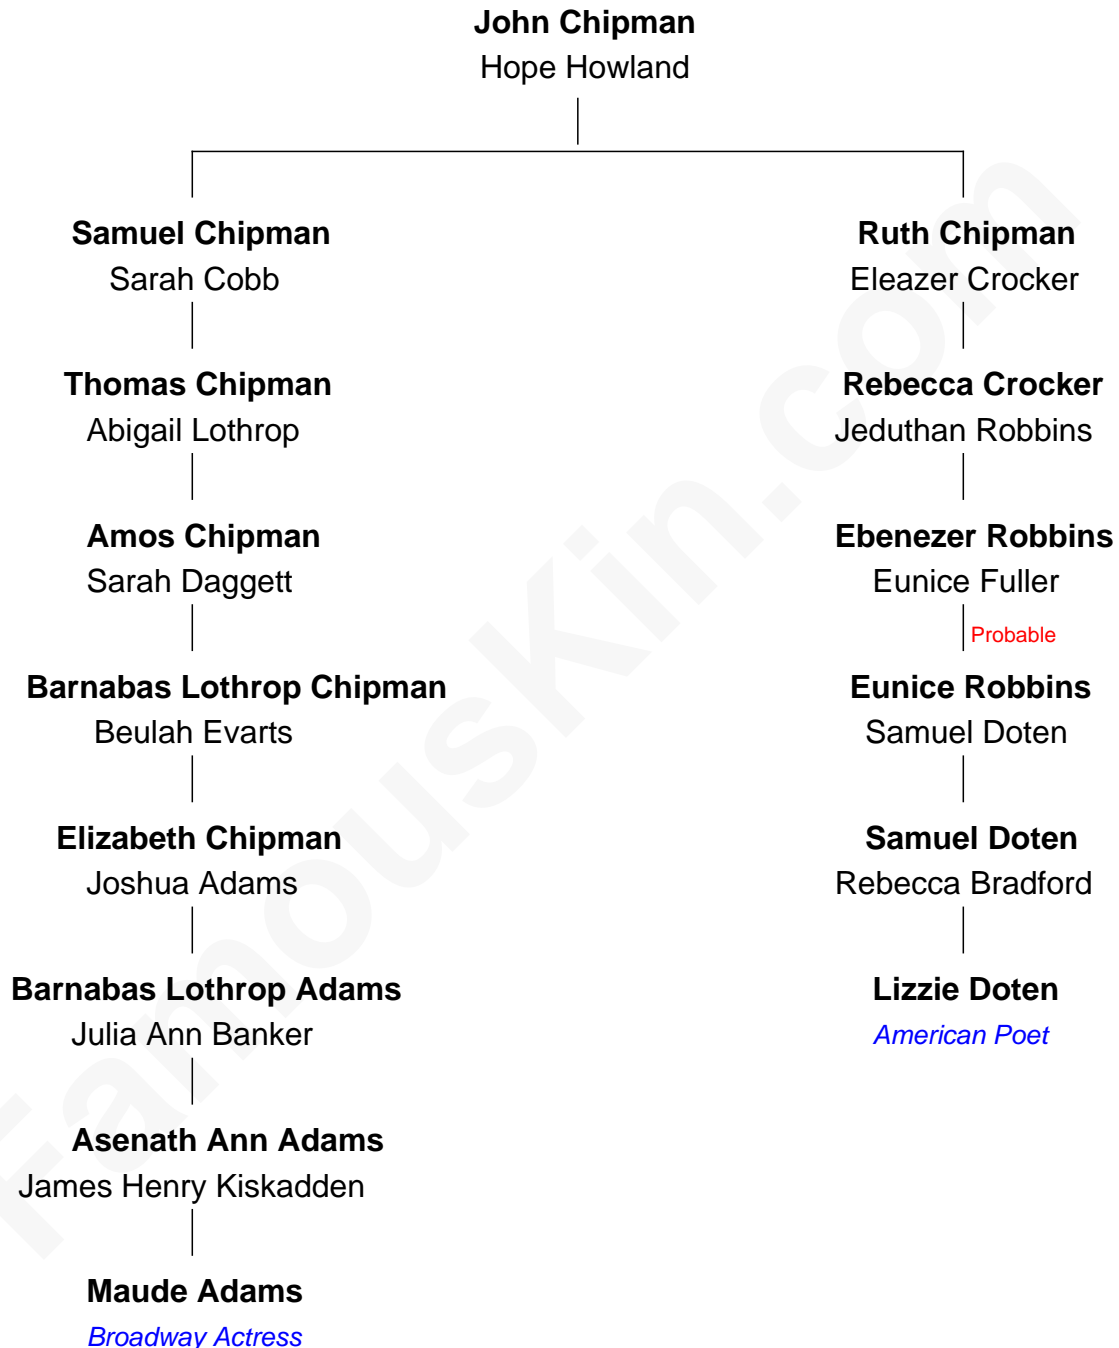 John Chipman
Hope Howland
Samuel Chipman
Sarah Cobb
Thomas Chipman
Abigail Lothrop
Amos Chipman
Sarah Daggett
Barnabas Lothrop Chipman
Beulah Evarts
Elizabeth Chipman
Joshua Adams
Barnabas Lothrop Adams
Julia Ann Banker
Asenath Ann Adams
James Henry Kiskadden
Maude Adams
Broadway Actress
Ruth Chipman
Eleazer Crocker
Rebecca Crocker
Jeduthan Robbins
Ebenezer Robbins
Eunice Fuller
Probable
Eunice Robbins
Samuel Doten
Samuel Doten
Rebecca Bradford
Lizzie Doten
American Poet
FamousKin.com